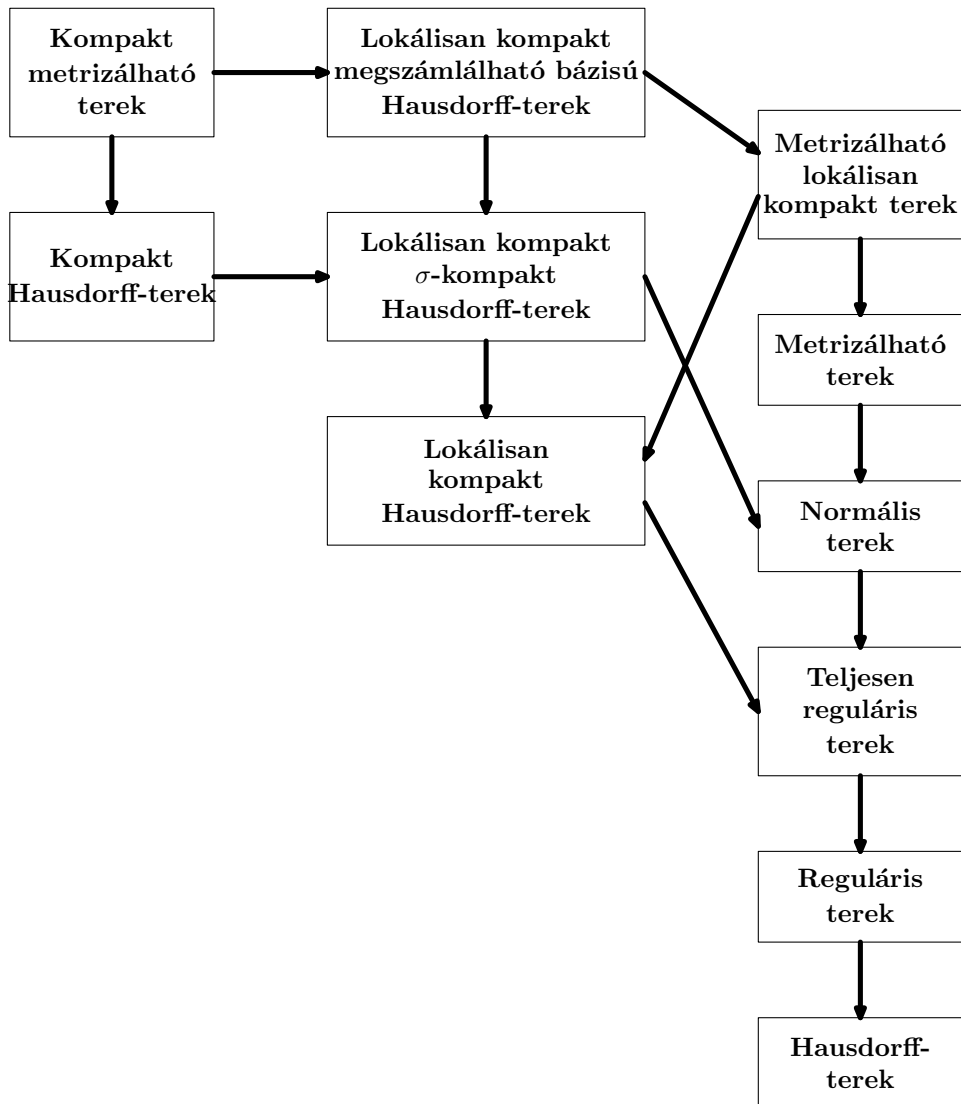 Kompakt
metrizálható
terek
Lokálisan kompakt
megszámlálható bázisú
Hausdorff-terek
Metrizálható
lokálisan
kompakt terek
Kompakt
Hausdorff-terek
Lokálisan kompakt
σ-kompakt
Hausdorff-terek
Metrizálható
terek
Lokálisan
kompakt
Hausdorff-terek
Normális
terek
Teljesen
reguláris
terek
Reguláris
terek
Hausdorff-
terek